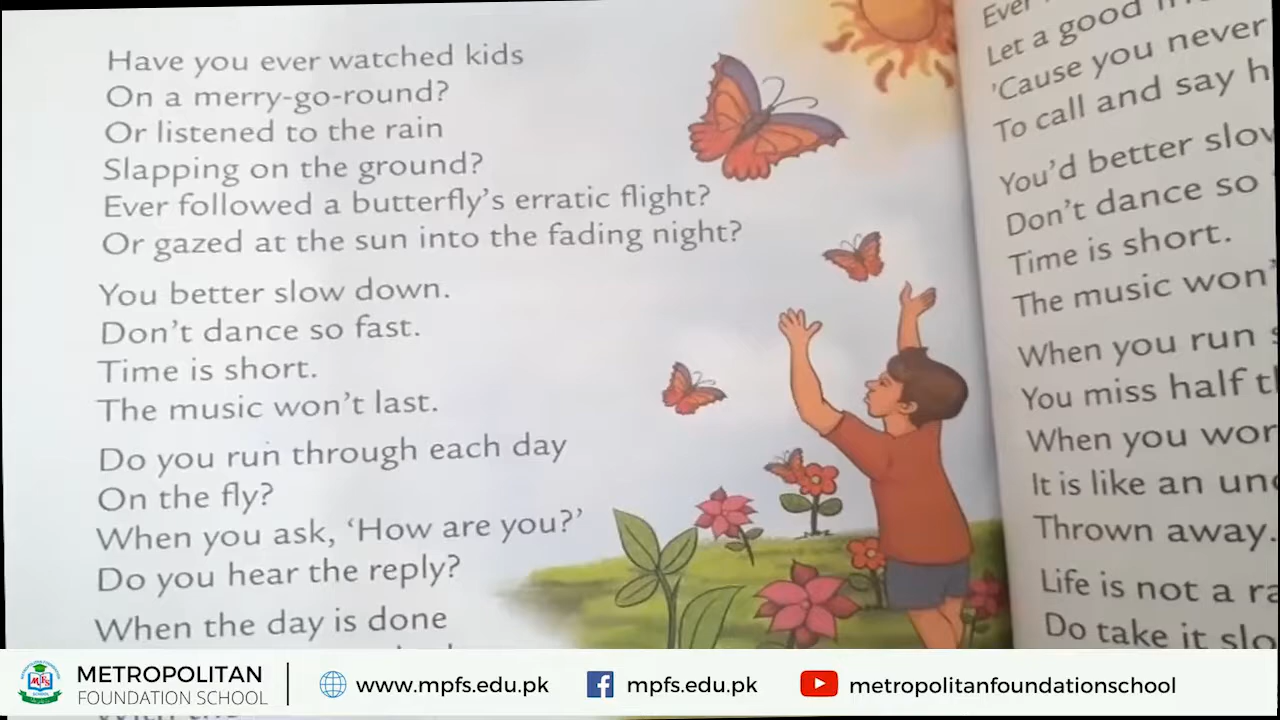 Have you ever watched kids
On a merry-go-round?
Or listened to the rain
Slapping on the ground?
Ever followed a butterfly's erratic flight?
Or gazed at the sun into the fading night?
You better slow down.
Don't dance so fast.
Time is short.
The music won't last.
Do you run through each day
On the fly?
When you ask, 'How are you?'
Do you hear the reply?
When the day is done
Ever
Let a good
'Cause you never
To call and say
You'd better
Don't dance so
Time is short.
The music
When you run
You miss half
When you
It is like an
Thrown away.
Life is not a
Do take it
METROPOLITAN
FOUNDATION SCHOOL
www.mpfs.edu.pk
mpfs.edu.pk
metropolitanfoundationschool